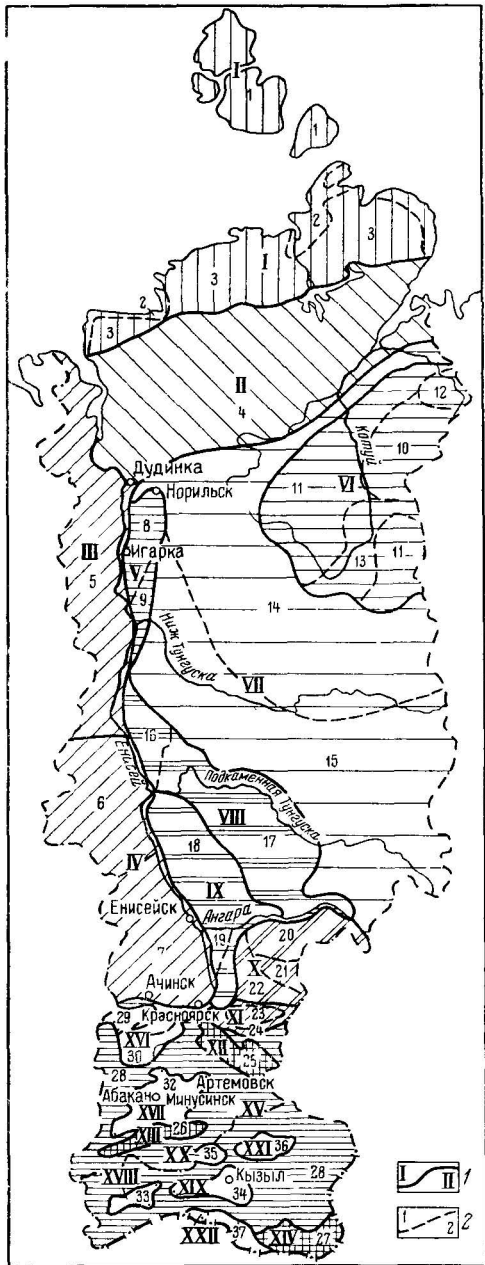 I
1
1
2
3
3
I
2
3
II
4
12
Котуй
10
11
VI
Дудинка
Норильск
8
13
11
III
Игарка
5
V
14
9
Ниж Тунгуска
VII
16
15
Енисей
Подкаменная Тунгуска
6
VIII
18
17
IV
IX
Енисейск
Ангара
20
19
7
X
21
22
Ачинск
Красноярск
XI
23
29
24
XVI
XII
30
25
28
32
Артемовск
Абакан
Минусинск
XVII
XV
XIII
26
XX
35
XXI
36
XVIII
Кызыл
28
33
XIX
34
I
II
1
37
XXII
XIV
27
1
2
2